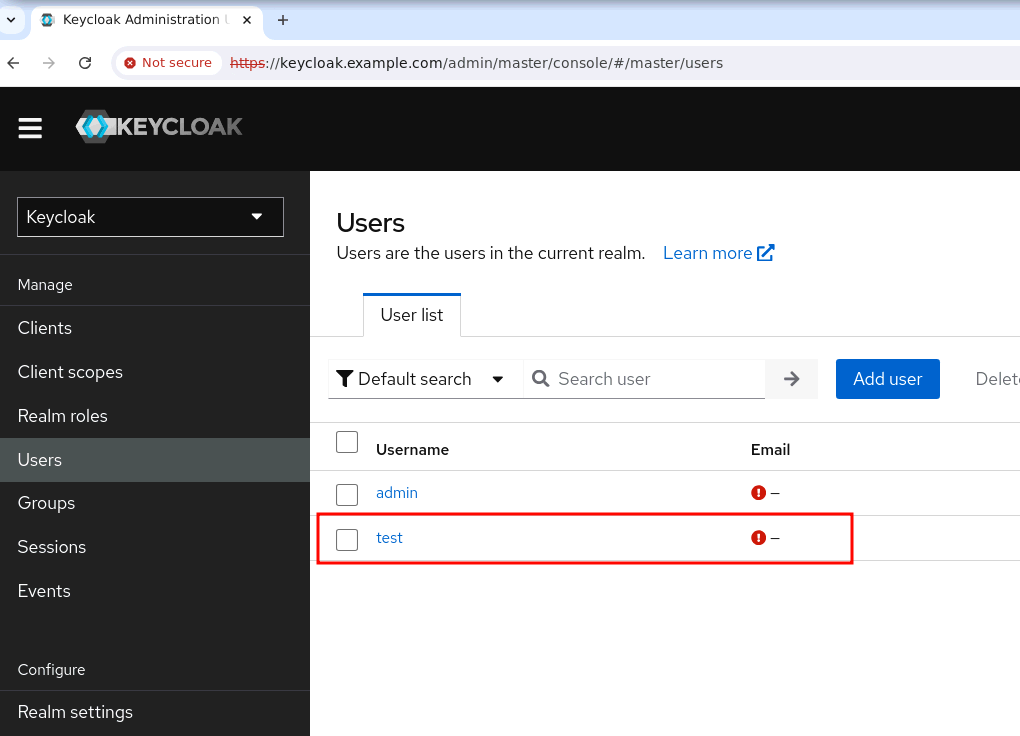 Keycloak Administration U
Not secure
https://keycloak.example.com/admin/master/console/#/master/users
KEYCLOAK
Keycloak
Manage
Clients
Client scopes
Realm roles
Users
Groups
Sessions
Events
Configure
Realm settings
Users
Users are the users in the current realm. Learn more
User list
Default search Search user Add user Delete
Username Email
admin –
test –